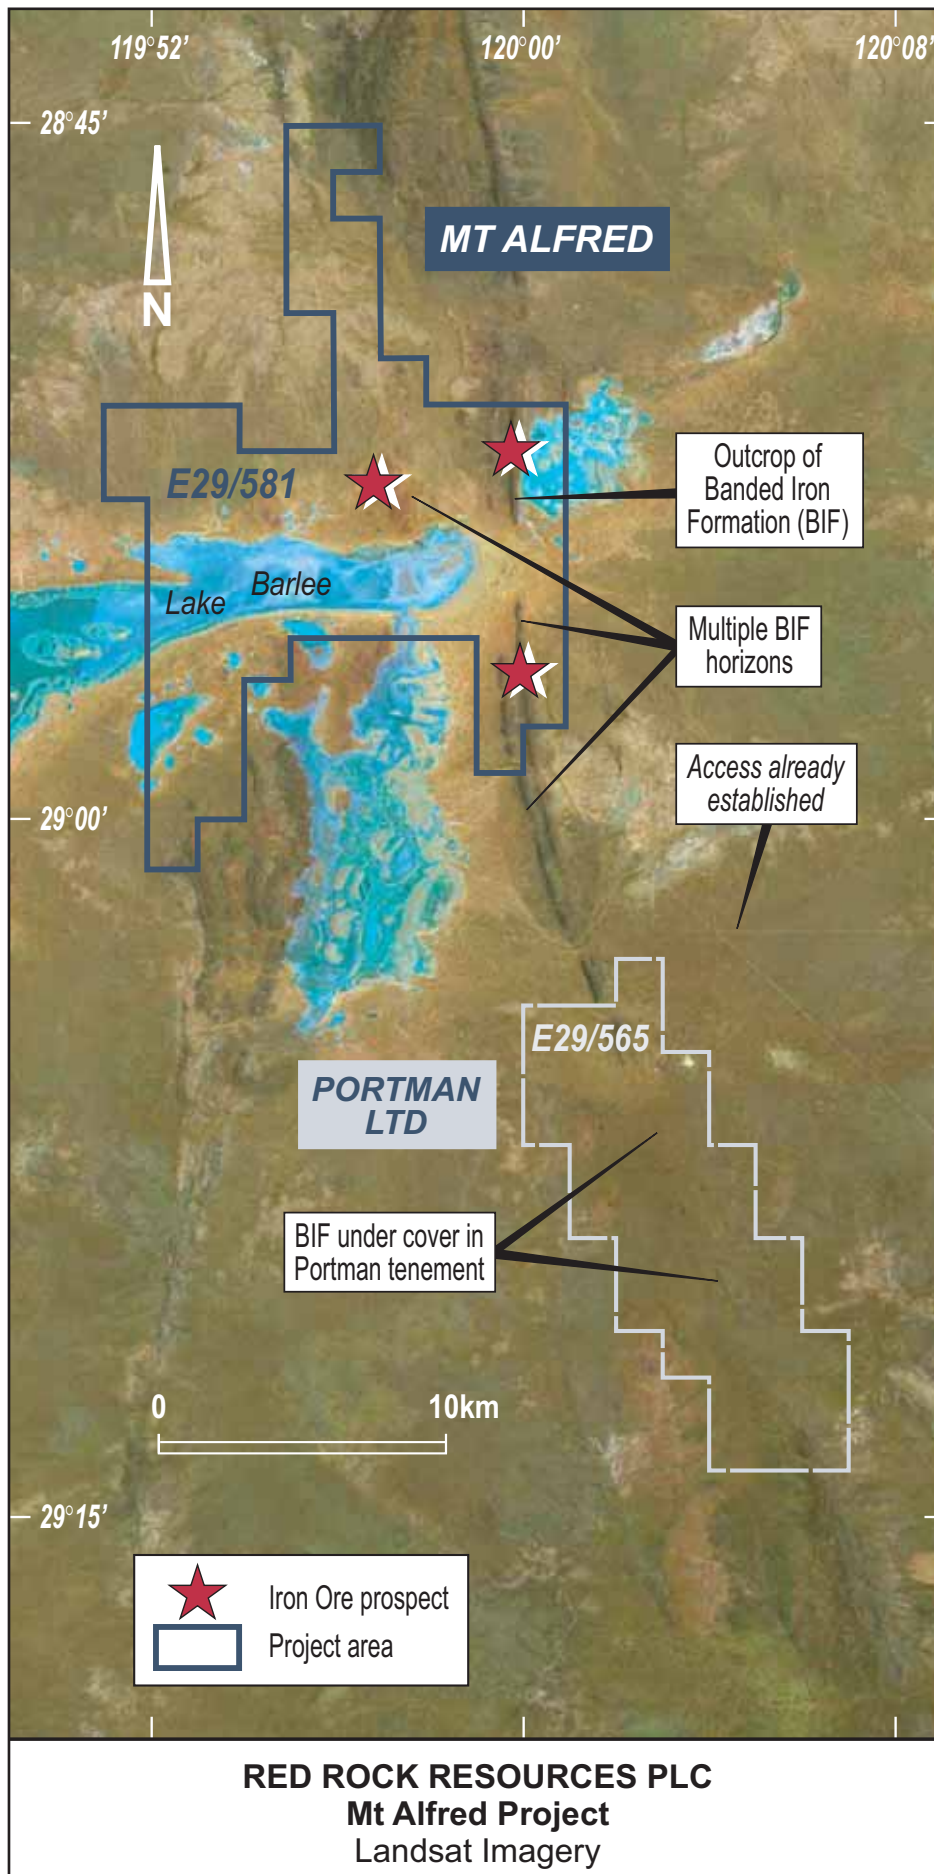 119°52'
120°00'
120°08'
28°45'
N
MT ALFRED
E29/581
Outcrop of
Banded Iron
Formation (BIF)
Lake Barlee
Multiple BIF
horizons
Access already
established
29°00'
E29/565
PORTMAN
LTD
BIF under cover in
Portman tenement
0 10km
29°15'
Iron Ore prospect
Project area
RED ROCK RESOURCES PLC
Mt Alfred Project
Landsat Imagery